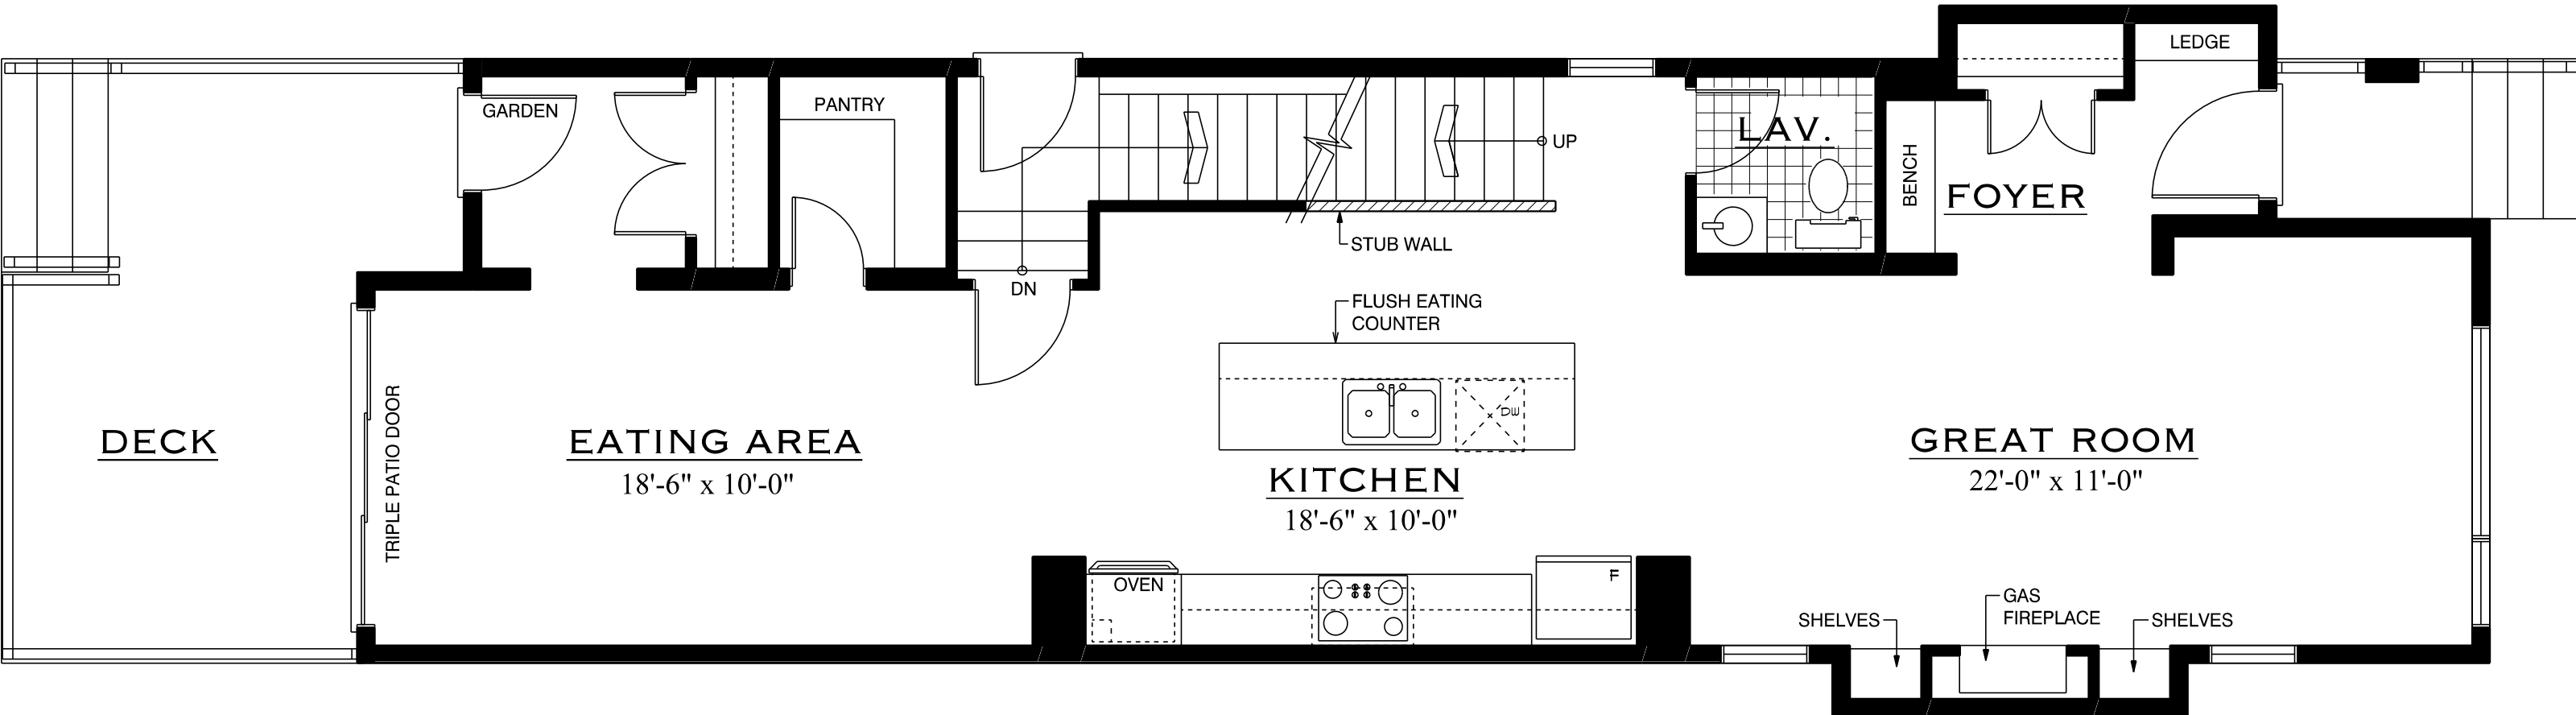 LEDGE
GARDEN
PANTRY
UP
LAV.
BENCH
FOYER
STUB WALL
DN
FLUSH EATING
COUNTER
TRIPLE PATIO DOOR
DECK
EATING AREA
18'-6" x 10'-0"
DW
KITCHEN
18'-6" x 10'-0"
GREAT ROOM
22'-0" x 11'-0"
OVEN
F
SHELVES
GAS
FIREPLACE
SHELVES